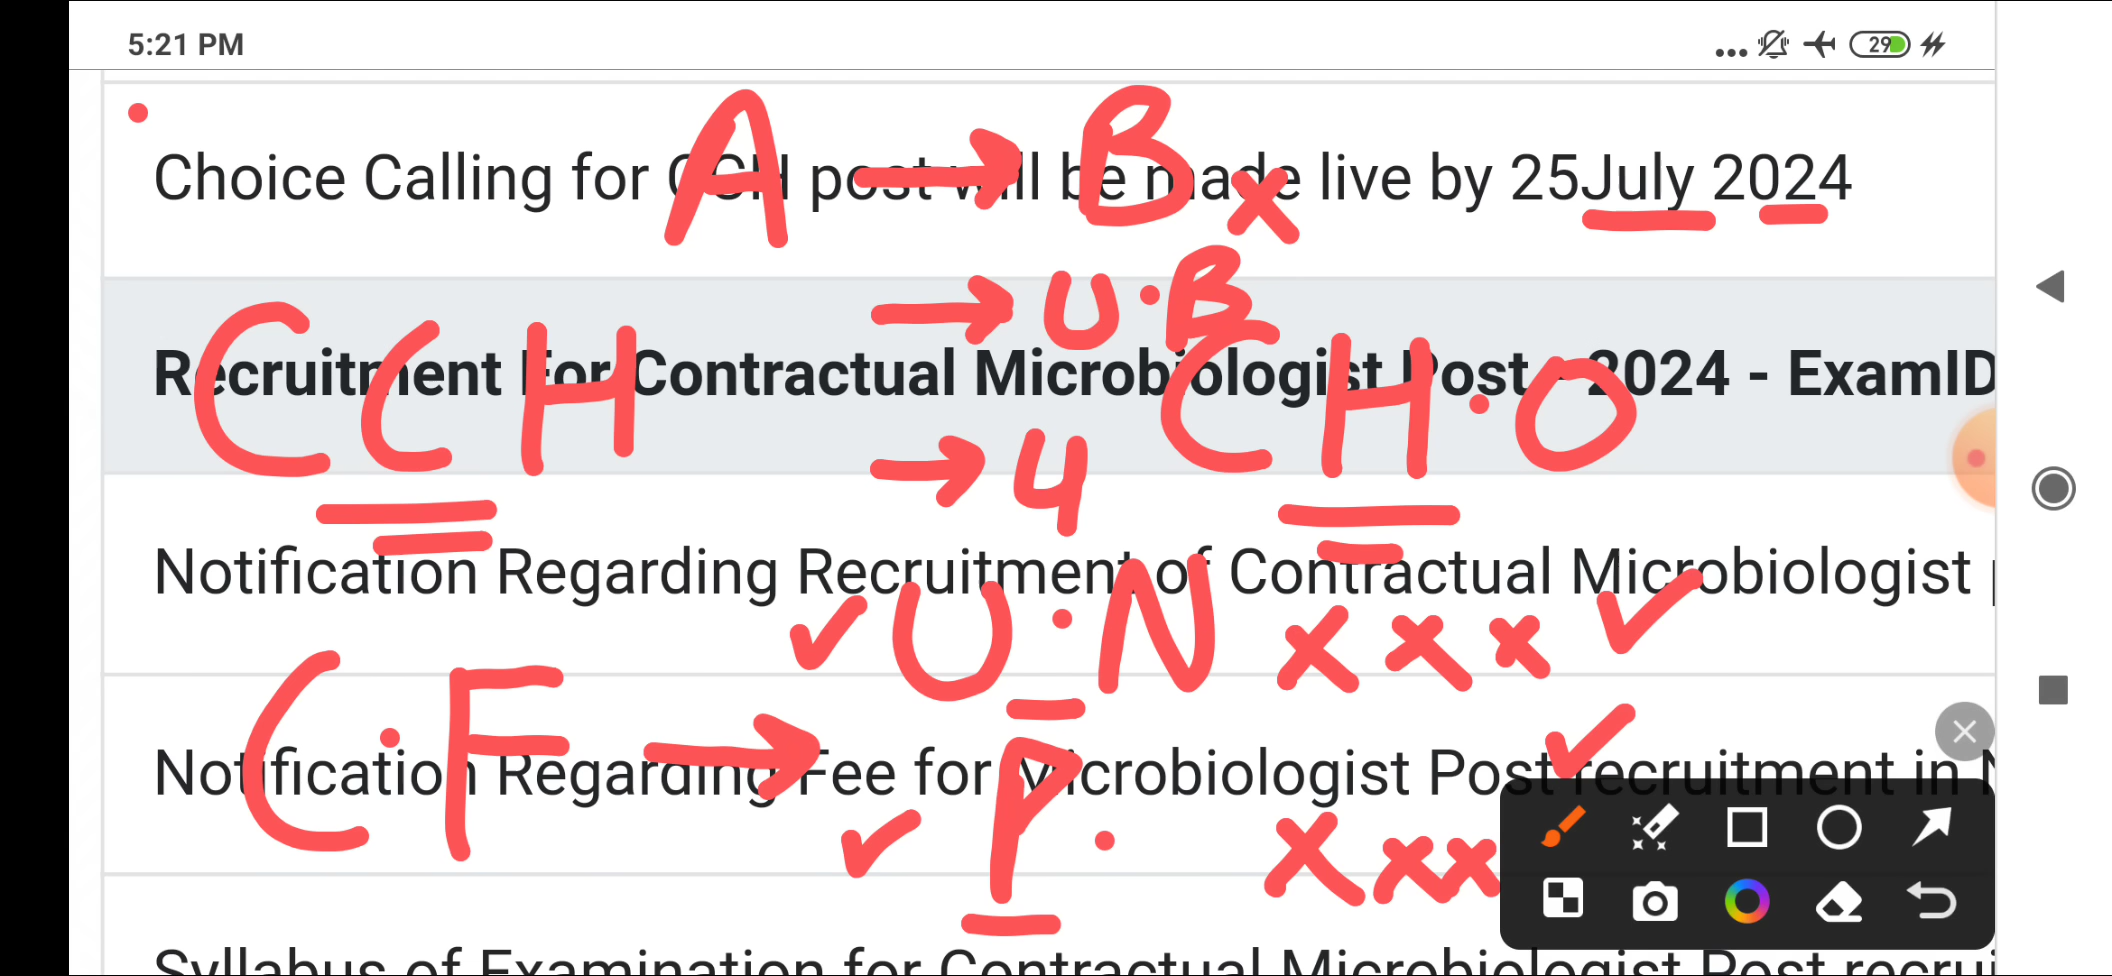 5:21 PM
29
Choice Calling for CCH post will be made live by 25July 2024
A → B x
→ U.B
Recruitment For Contractual Microbiologist Post - 2024 - ExamID
CCH
CH.O
→ 4
Notification Regarding Recruitment of Contractual Microbiologist
✓ U.N x x x ✓
Notification Regarding Fee for Microbiologist Post recruitment in
C.F → P. ✓
✓ x x x
Syllabus of Examination for Contractual Microbiologist Post recrui